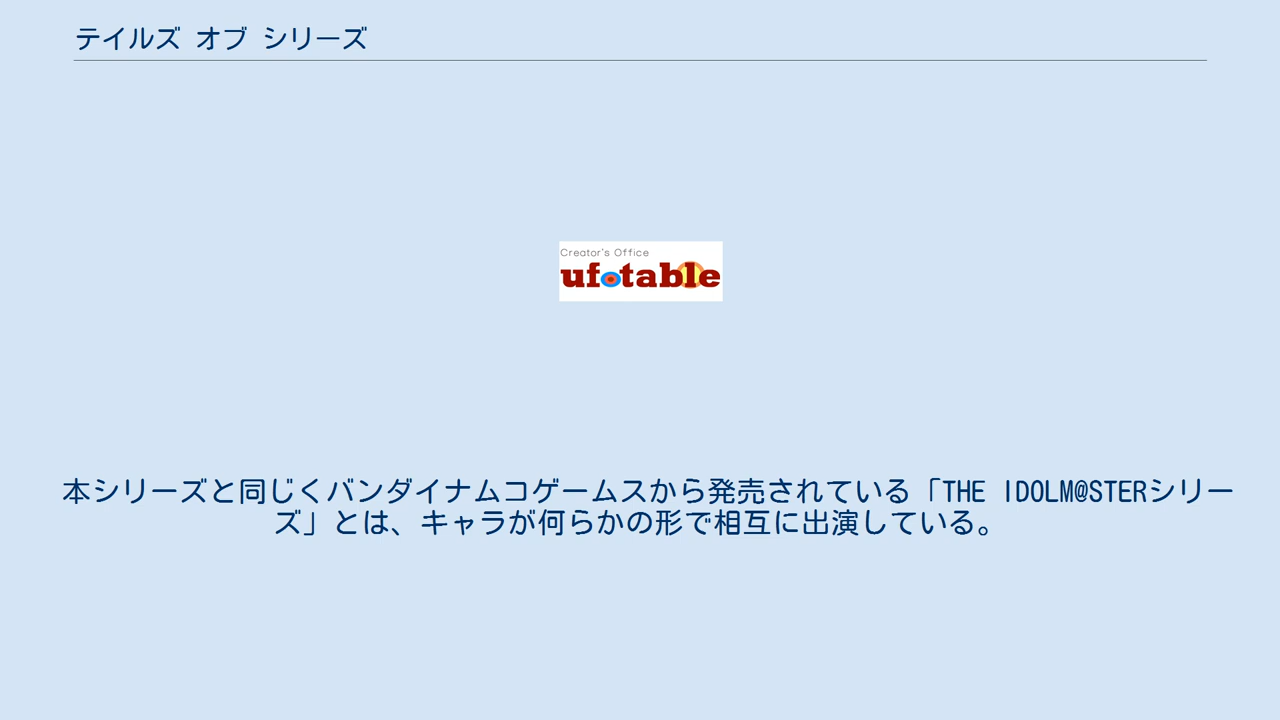 テイルズ オブ シリーズ
Creator's Office
ufotable
本シリーズと同じくバンダイナムコゲームスから発売されている「THE IDOLM@STERシリー
ズ」とは、キャラが何らかの形で相互に出演している。